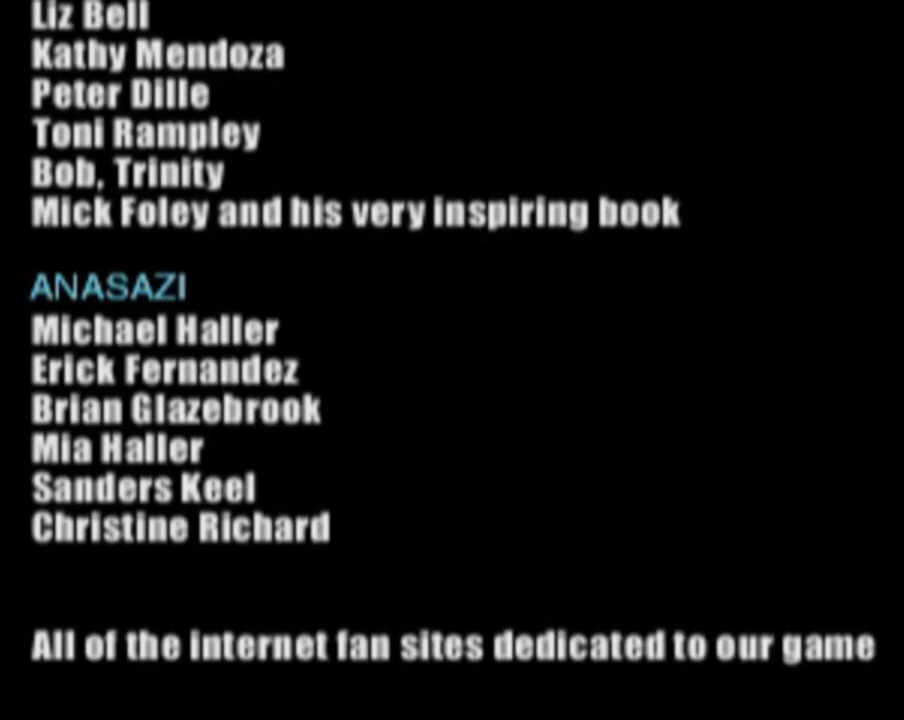 Liz Bell
Kathy Mendoza
Peter Dille
Toni Rampley
Bob, Trinity
Mick Foley and his very inspiring book
ANASAZI
Michael Haller
Erick Fernandez
Brian Glazebrook
Mia Haller
Sanders Keel
Christine Richard
All of the internet fan sites dedicated to our game